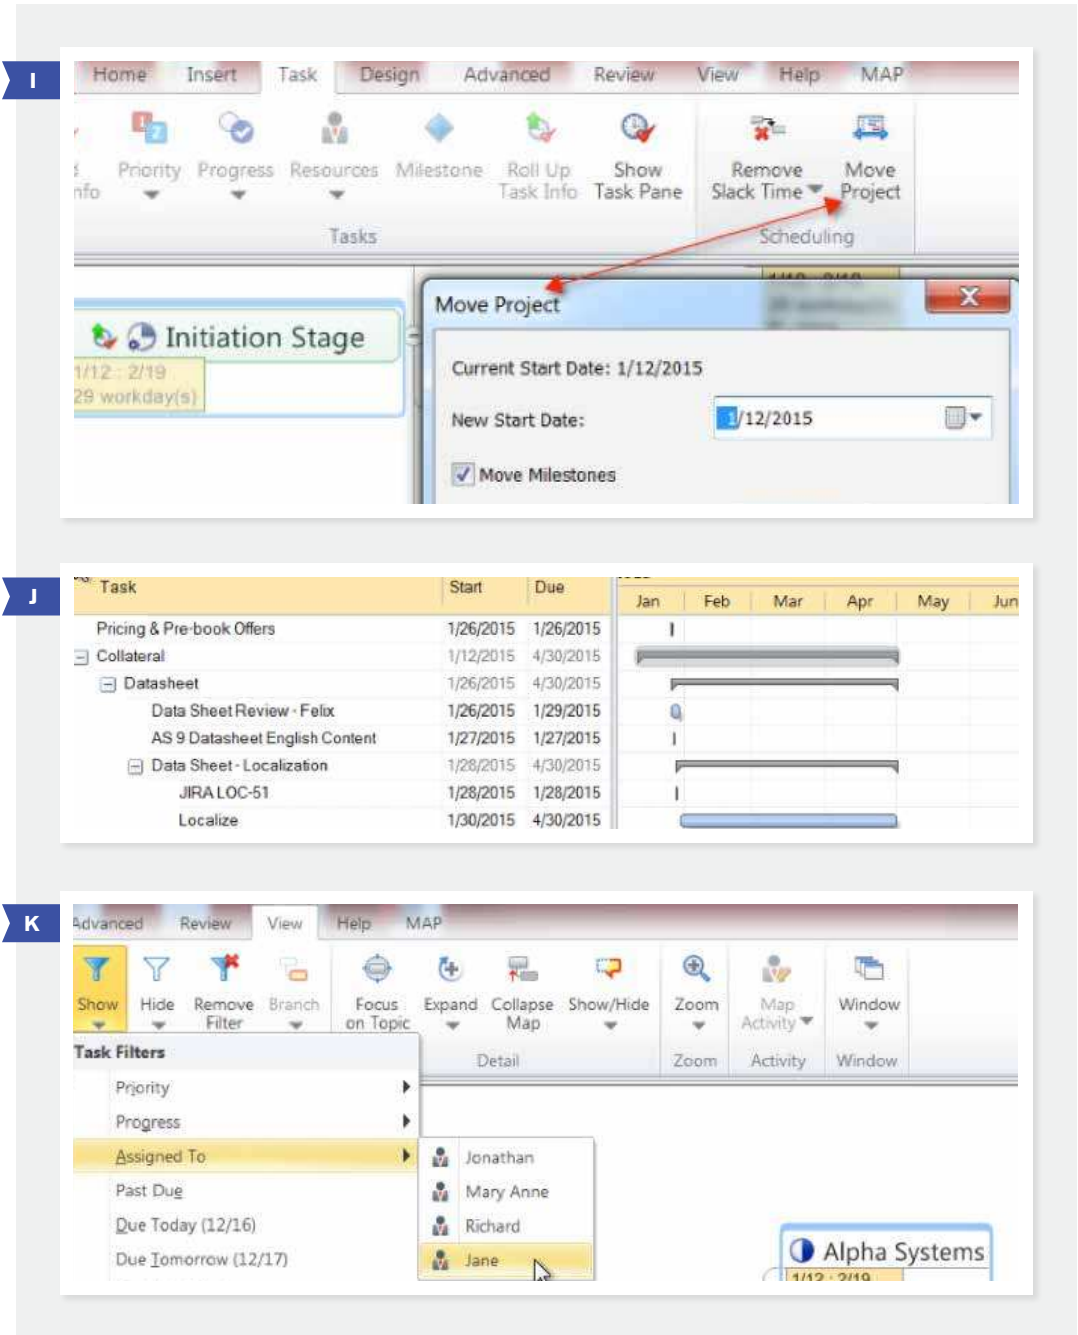 I
Home Insert Task Design Advanced Review View Help MAP
Priority Progress Resources Milestone Roll Up Show Remove Move
nfo Task Info Task Pane Slack Time Project
Tasks Scheduling
Initiation Stage
1/12 : 2/19
29 workday(s)
Move Project
Current Start Date: 1/12/2015
New Start Date: 1/12/2015
Move Milestones
J
Task Start Due
Jan Feb Mar Apr May Jun
Pricing & Pre-book Offers 1/26/2015 1/26/2015
Collateral 1/12/2015 4/30/2015
Datasheet 1/26/2015 4/30/2015
Data Sheet Review - Felix 1/26/2015 1/29/2015
AS 9 Datasheet English Content 1/27/2015 1/27/2015
Data Sheet - Localization 1/28/2015 4/30/2015
JIRA LOC-51 1/28/2015 1/28/2015
Localize 1/30/2015 4/30/2015
K
Advanced Review View Help MAP
Show Hide Remove Branch Focus Expand Collapse Show/Hide Zoom Map Window
Filter on Topic Map Activity
Task Filters Detail Zoom Activity Window
Priority
Progress
Assigned To
Past Due
Due Today (12/16)
Due Tomorrow (12/17)
Jonathan
Mary Anne
Richard
Jane
Alpha Systems
1/12 : 2/19